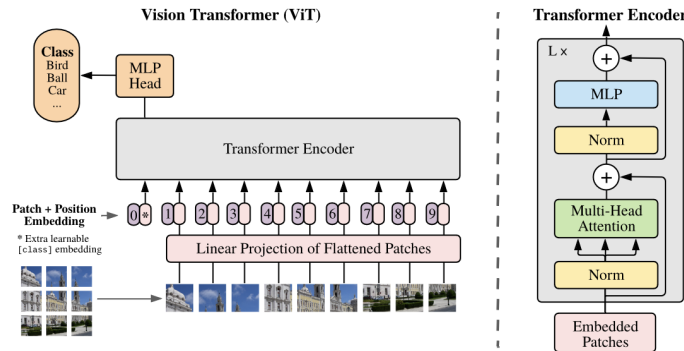 Vision Transformer (ViT)
Class
Bird
Ball
Car
...
MLP
Head
Transformer Encoder
Patch + Position
Embedding
* Extra learnable
[class] embedding
0 * 1 2 3 4 5 6 7 8 9
Linear Projection of Flattened Patches
Transformer Encoder
L ×
+
MLP
Norm
+
Multi-Head
Attention
Norm
Embedded
Patches